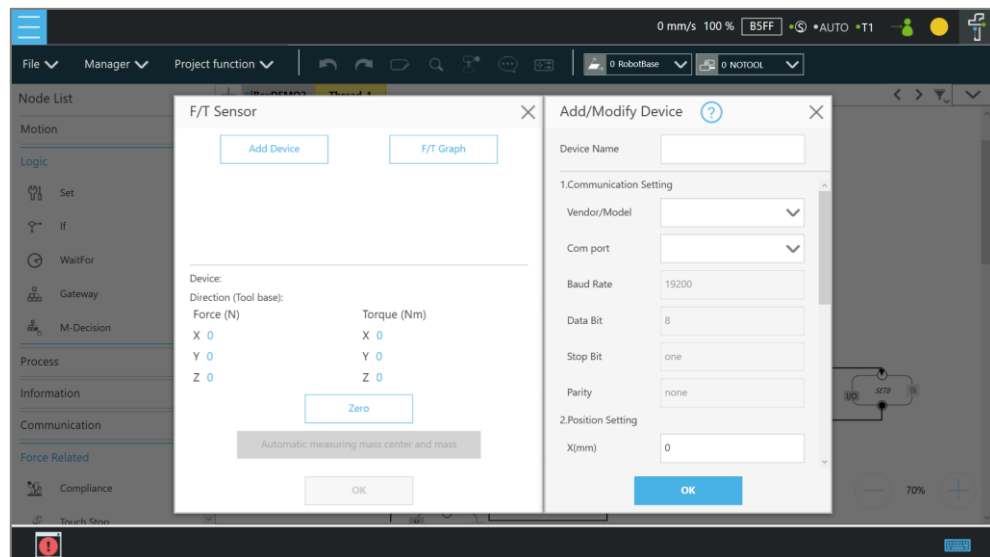 0 mm/s 100 % B5FF •Ⓢ •AUTO •T1
File Manager Project function 0 RobotBase 0 NOTOOL
Node List
Thread_1
Motion
Logic
Set
If
WaitFor
Gateway
M-Decision
Process
Information
Communication
Force Related
Compliance
Touch Stop
F/T Sensor
Add Device F/T Graph
Device:
Direction (Tool base):
Force (N) Torque (Nm)
X 0 X 0
Y 0 Y 0
Z 0 Z 0
Zero
Automatic measuring mass center and mass
OK
Add/Modify Device ?
Device Name
1.Communication Setting
Vendor/Model
Com port
Baud Rate 19200
Data Bit 8
Stop Bit one
Parity none
2.Position Setting
X(mm) 0
OK
I/O SET8
70%